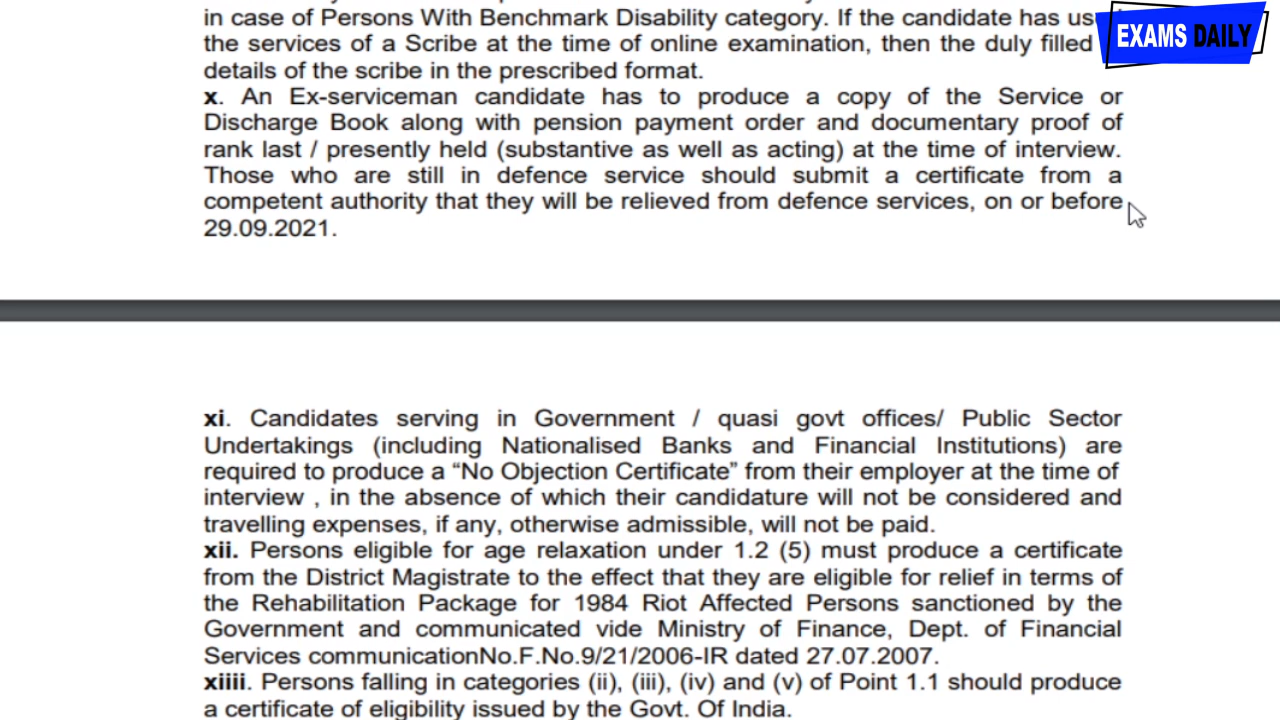 in case of Persons With Benchmark Disability category. If the candidate has
the services of a Scribe at the time of online examination, then the duly filled
details of the scribe in the prescribed format.
x. An Ex-serviceman candidate has to produce a copy of the Service or
Discharge Book along with pension payment order and documentary proof of
rank last / presently held (substantive as well as acting) at the time of interview.
Those who are still in defence service should submit a certificate from a
competent authority that they will be relieved from defence services, on or before
29.09.2021.
xi. Candidates serving in Government / quasi govt offices/ Public Sector
Undertakings (including Nationalised Banks and Financial Institutions) are
required to produce a “No Objection Certificate” from their employer at the time of
interview , in the absence of which their candidature will not be considered and
travelling expenses, if any, otherwise admissible, will not be paid.
xii. Persons eligible for age relaxation under 1.2 (5) must produce a certificate
from the District Magistrate to the effect that they are eligible for relief in terms of
the Rehabilitation Package for 1984 Riot Affected Persons sanctioned by the
Government and communicated vide Ministry of Finance, Dept. of Financial
Services communicationNo.F.No.9/21/2006-IR dated 27.07.2007.
xiiii. Persons falling in categories (ii), (iii), (iv) and (v) of Point 1.1 should produce
a certificate of eligibility issued by the Govt. Of India.
EXAMS DAILY